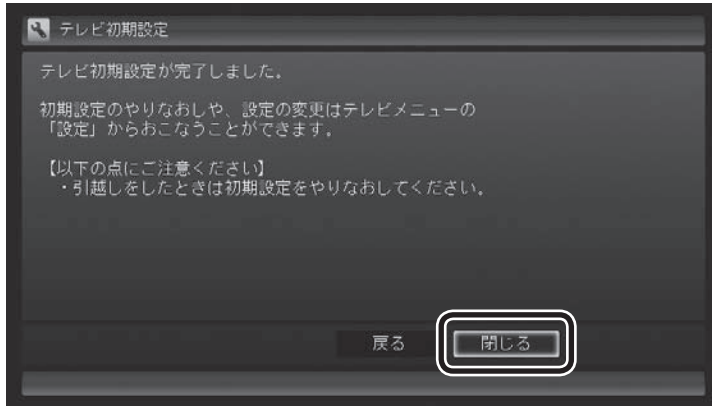 テレビ初期設定
テレビ初期設定が完了しました。
初期設定のやりなおしや、設定の変更はテレビメニューの
「設定」からおこなうことができます。
【以下の点にご注意ください】
・引越しをしたときは初期設定をやりなおしてください。
戻る 閉じる